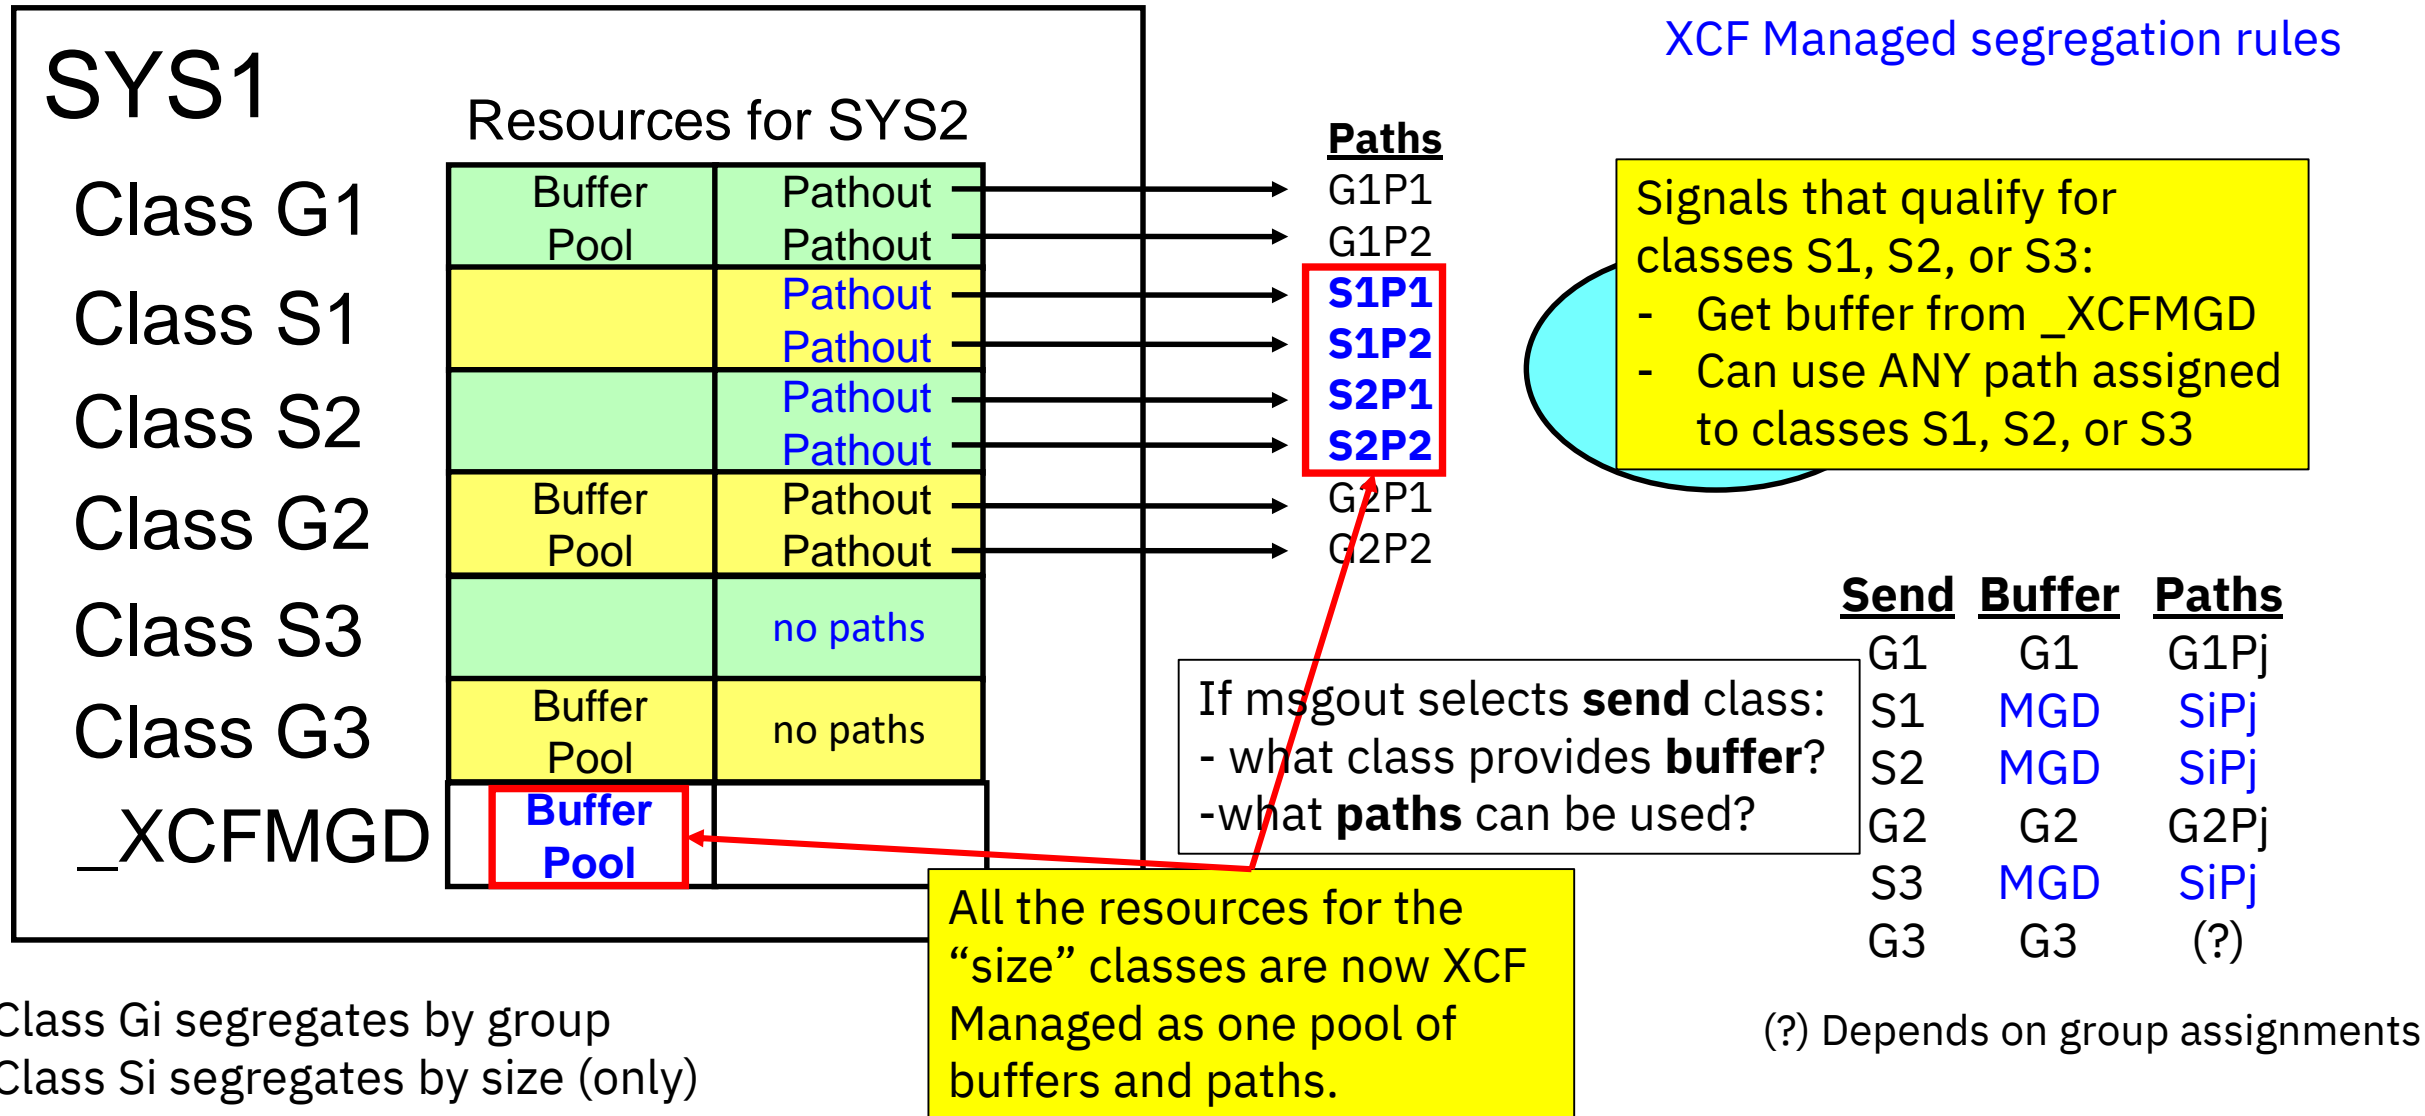 XCF Managed segregation rules
SYS1
Resources for SYS2
Paths
Class G1
Buffer
Pool
Pathout
Pathout
G1P1
G1P2
Class S1
Pathout
Pathout
S1P1
S1P2
Class S2
Pathout
Pathout
S2P1
S2P2
Class G2
Buffer
Pool
Pathout
Pathout
G2P1
G2P2
Class S3
no paths
Class G3
Buffer
Pool
no paths
_XCFMGD
Buffer
Pool
Signals that qualify for
classes S1, S2, or S3:
- Get buffer from _XCFMGD
- Can use ANY path assigned
to classes S1, S2, or S3
If msgout selects send class:
- what class provides buffer?
-what paths can be used?
Send Buffer Paths
G1 G1 G1Pj
S1 MGD SiPj
S2 MGD SiPj
G2 G2 G2Pj
S3 MGD SiPj
G3 G3 (?)
All the resources for the
“size” classes are now XCF
Managed as one pool of
buffers and paths.
Class Gi segregates by group
Class Si segregates by size (only)
(?) Depends on group assignments